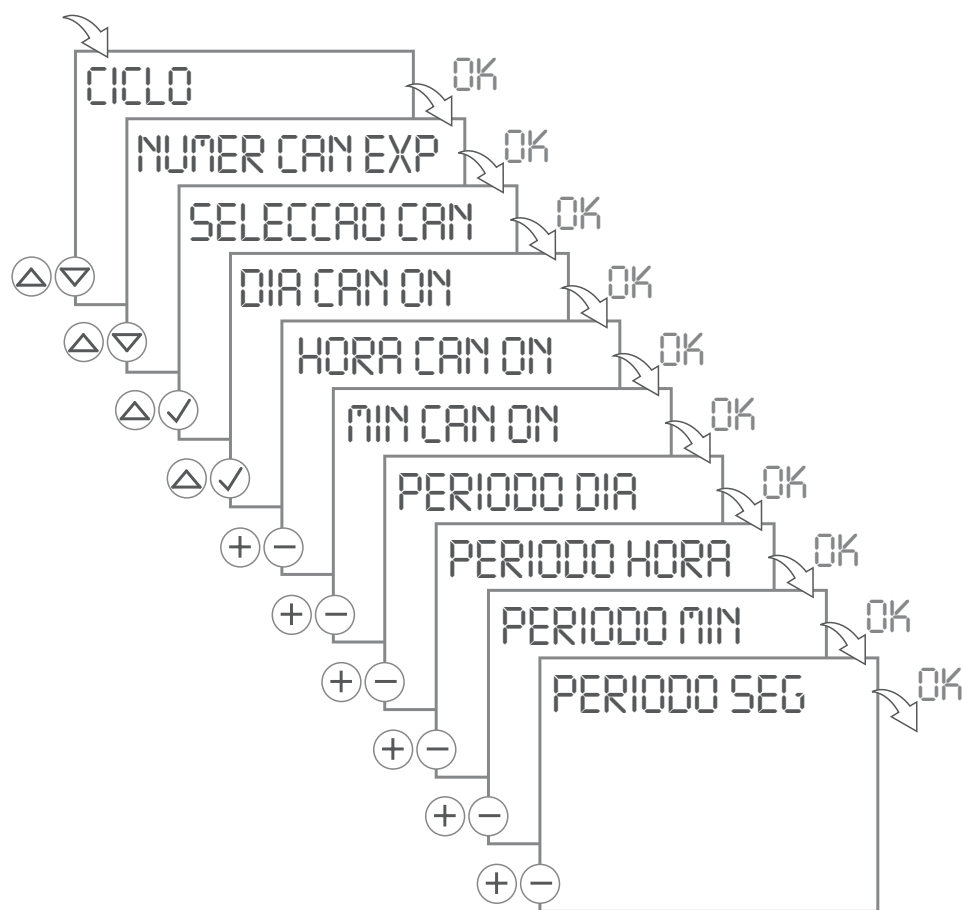 CICLO
OK
NUMER CAN EXP
OK
SELECCAO CAN
OK
DIA CAN ON
OK
HORA CAN ON
OK
MIN CAN ON
OK
PERIODO DIA
OK
PERIODO HORA
OK
PERIODO MIN
OK
PERIODO SEG
OK